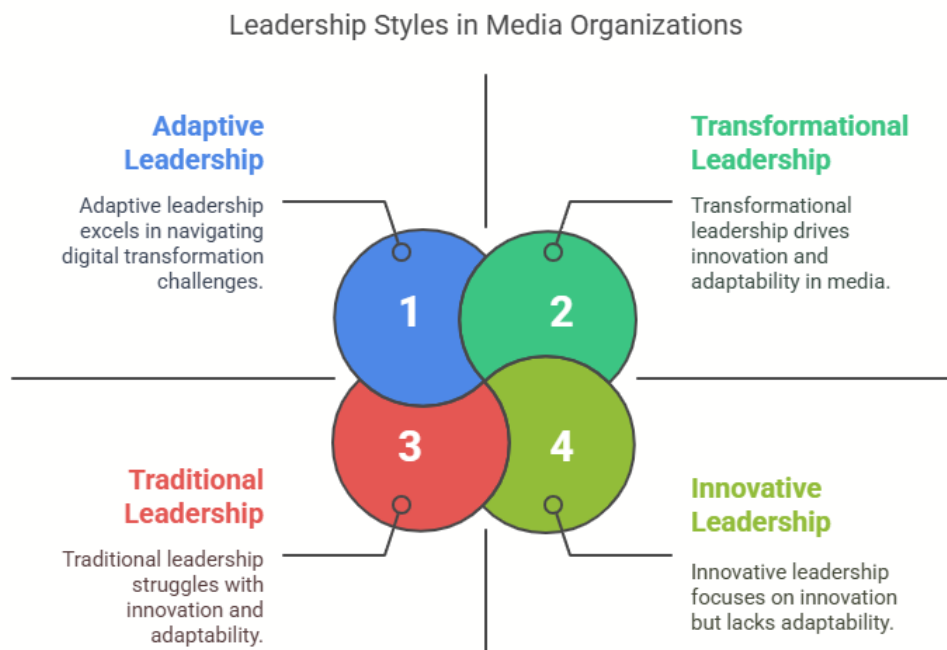 Leadership Styles in Media Organizations
Adaptive
Leadership
Adaptive leadership
excels in navigating
digital transformation
challenges.
Transformational
Leadership
Transformational
leadership drives
innovation and
adaptability in media.
1
2
3
4
Traditional
Leadership
Traditional leadership
struggles with
innovation and
adaptability.
Innovative
Leadership
Innovative leadership
focuses on innovation
but lacks adaptability.